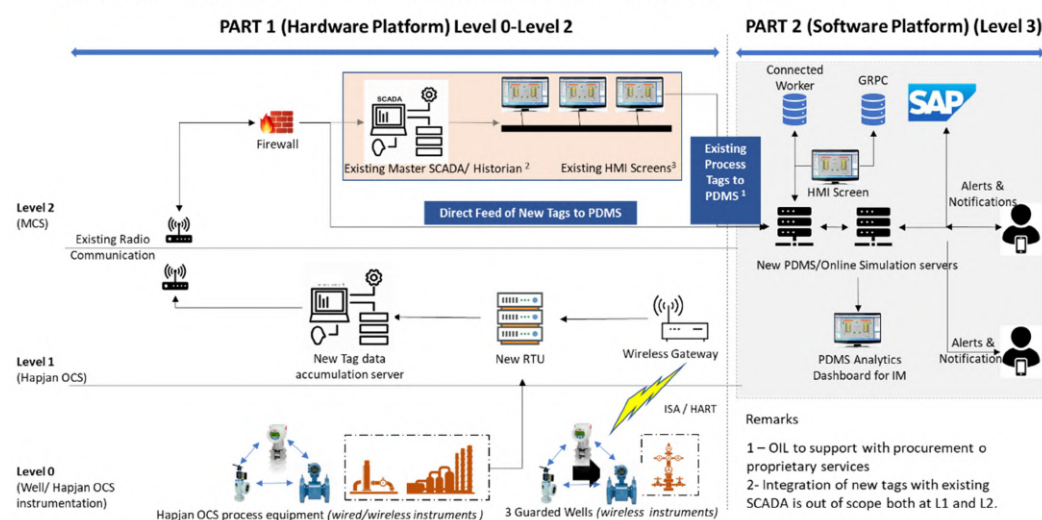 PART 1 (Hardware Platform) Level 0-Level 2
PART 2 (Software Platform) (Level 3)
Connected
Worker
GRPC
SAP
SCADA
Firewall
Existing Master SCADA/ Historian 2
Existing HMI Screens3
Existing
Process
Tags to
PDMS 1
HMI Screen
Alerts &
Notifications
Direct Feed of New Tags to PDMS
Level 2
(MCS)
Existing Radio
Communication
New PDMS/Online Simulation servers
New Tag data
accumulation server
New RTU
Wireless Gateway
PDMS Analytics
Dashboard for IM
Alerts &
Notification
Level 1
(Hapjan OCS)
ISA / HART
Remarks
1 – OIL to support with procurement o
proprietary services
2- Integration of new tags with existing
SCADA is out of scope both at L1 and L2.
Level 0
(Well/ Hapjan OCS
instrumentation)
Hapjan OCS process equipment (wired/wireless instruments )
3 Guarded Wells (wireless instruments)